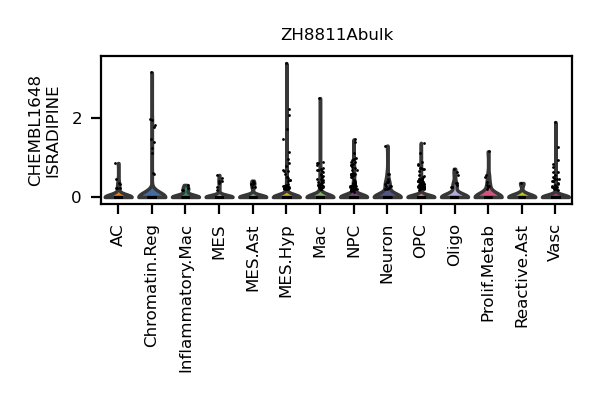 ZH8811Abulk
CHEMBL1648
ISRADIPINE
2
0
AC
Chromatin.Reg
Inflammatory.Mac
MES
MES.Ast
MES.Hyp
Mac
NPC
Neuron
OPC
Oligo
Prolif.Metab
Reactive.Ast
Vasc